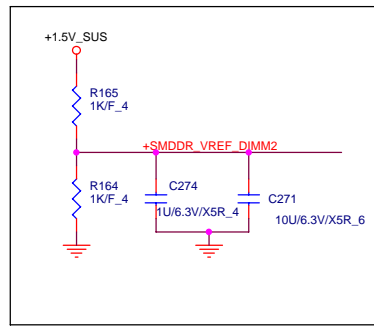 +1.5V_SUS
R165
1K/F_4
+SMDDR_VREF_DIMM2
R164
1K/F_4
C274
1U/6.3V/X5R_4
C271
10U/6.3V/X5R_6